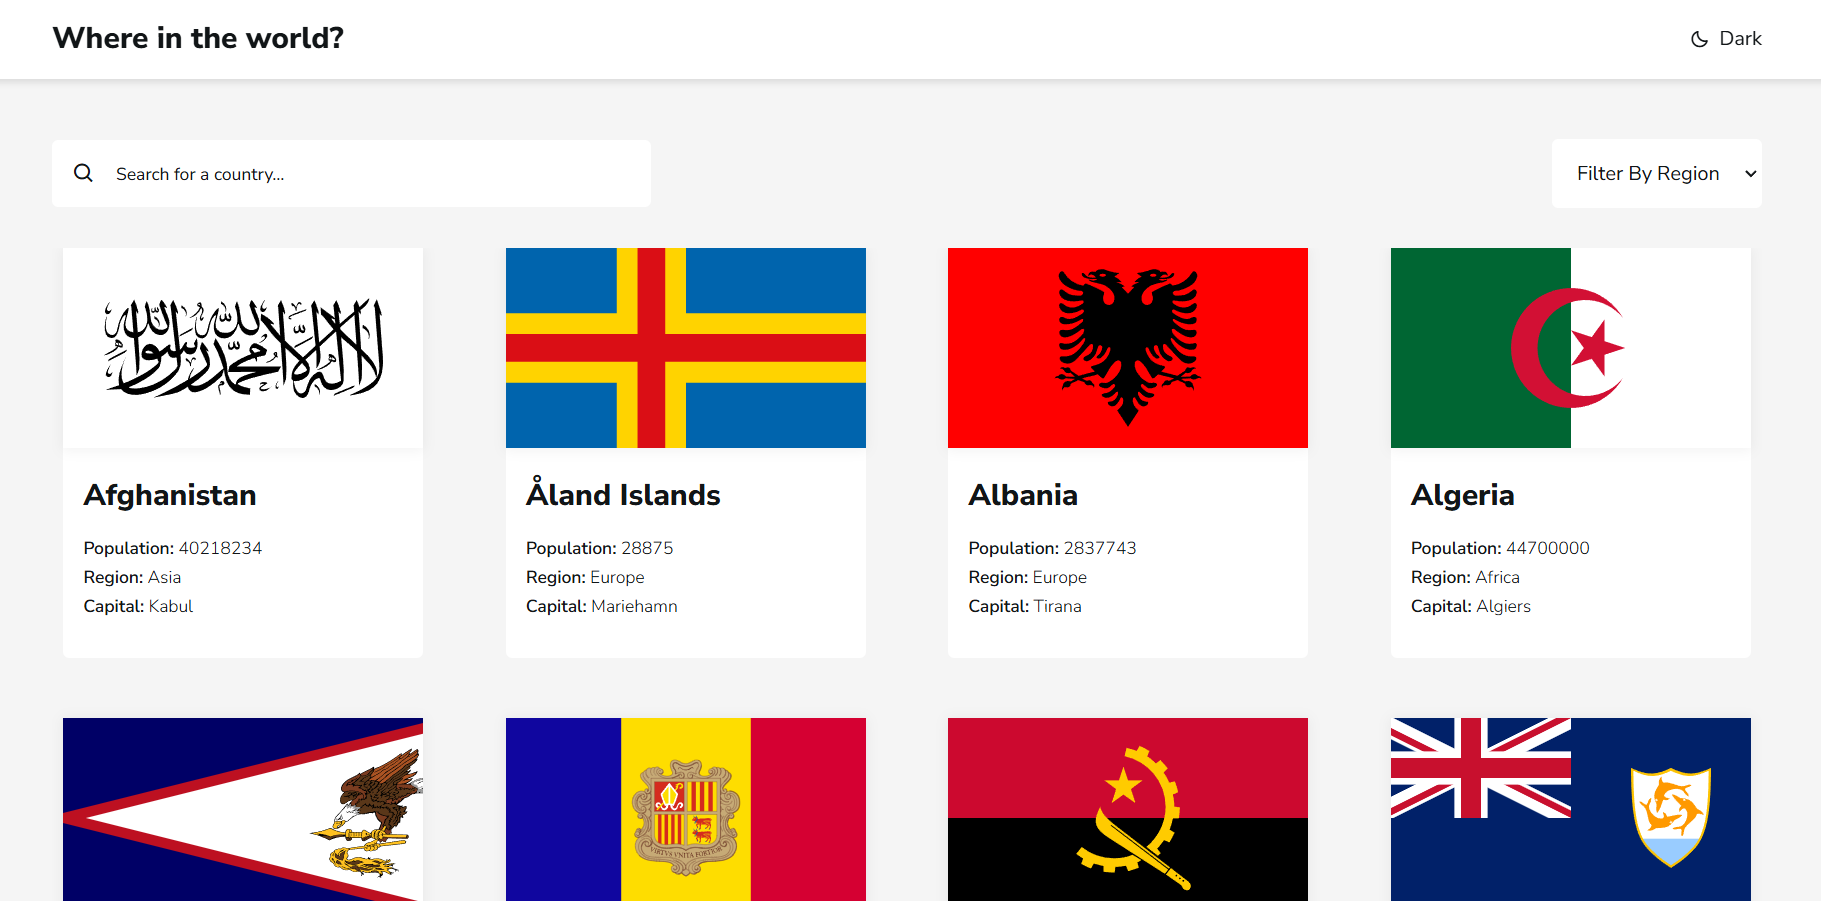 Where in the world?
Dark
Search for a country...
Filter By Region
لا إله إلا الله محمد رسول الله
Afghanistan
Population: 40218234
Region: Asia
Capital: Kabul
Åland Islands
Population: 28875
Region: Europe
Capital: Mariehamn
Albania
Population: 2837743
Region: Europe
Capital: Tirana
Algeria
Population: 44700000
Region: Africa
Capital: Algiers
VIRTVS VNITA FORTIOR